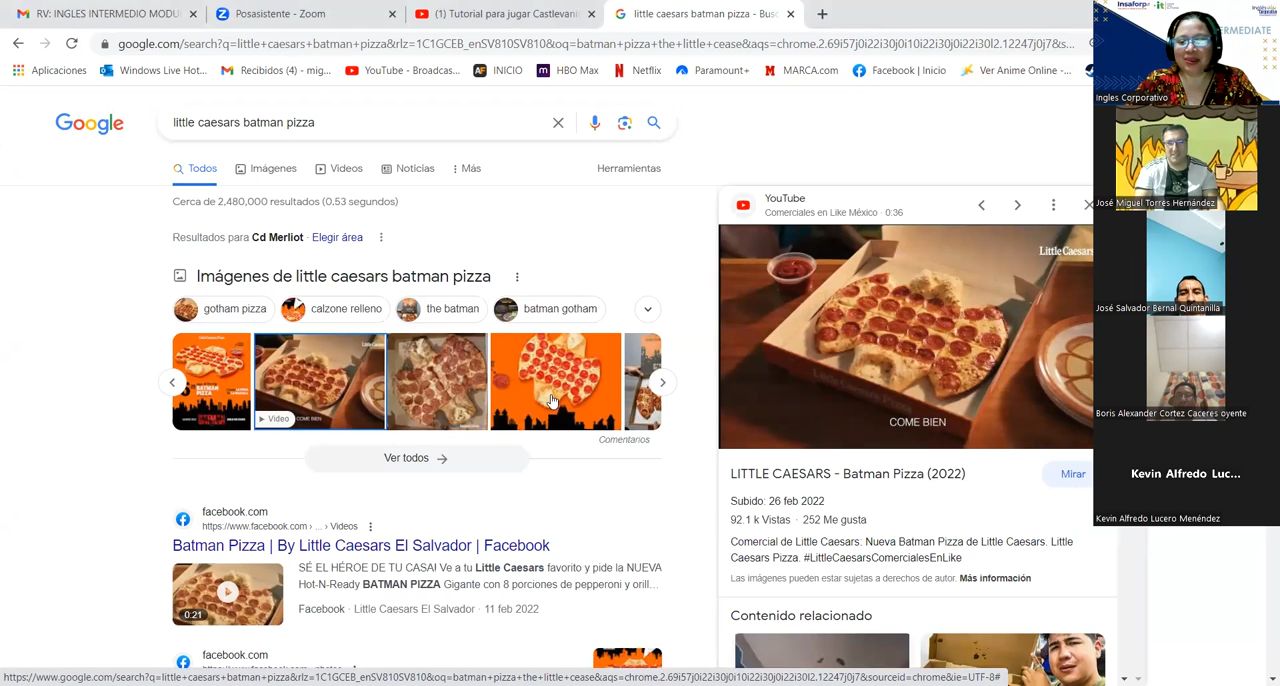 RV: INGLES INTERMEDIO MODU
Posasistente - Zoom
(1) Tutorial para jugar Castlevani
little caesars batman pizza - Bus
google.com/search?q=little+caesars+batman+pizza&rlz=1C1GCEB_enSV810SV810&oq=batman+pizza+the+little+cease&aqs=chrome.2.69i57j0i22i30j0i10i22i30j0i22i30l2.12247j0j7&s...
Aplicaciones
Windows Live Hot...
Recibidos (4) - mig...
YouTube - Broadcas...
INICIO
HBO Max
Netflix
Paramount+
MARCA.com
Facebook | Inicio
Ver Anime Online -...
Google
little caesars batman pizza
Todos
Imágenes
Videos
Noticias
Más
Herramientas
Cerca de 2,480,000 resultados (0.53 segundos)
Resultados para Cd Merliot · Elegir área
Imágenes de little caesars batman pizza
gotham pizza
calzone relleno
the batman
batman gotham
Video
COME BIEN
Comentarios
Ver todos
facebook.com
https://www.facebook.com › ... › Videos
Batman Pizza | By Little Caesars El Salvador | Facebook
SÉ EL HÉROE DE TU CASA! Ve a tu Little Caesars favorito y pide la NUEVA
Hot-N-Ready BATMAN PIZZA Gigante con 8 porciones de pepperoni y oril...
0:21
Facebook · Little Caesars El Salvador · 11 feb 2022
facebook.com
YouTube
Comerciales en Like México · 0:36
Little Caesars
COME BIEN
LITTLE CAESARS - Batman Pizza (2022)
Mirar
Subido: 26 feb 2022
92.1 k Vistas · 252 Me gusta
Comercial de Little Caesars: Nueva Batman Pizza de Little Caesars. Little
Caesars Pizza. #LittleCaesarsComercialesEnLike
Las imágenes pueden estar sujetas a derechos de autor. Más información
Contenido relacionado
Insaforp
ERMEDIATE
Ingles Corporativo
José Miguel Torres Hernández
José Salvador Bernal Quintanilla
Boris Alexander Cortez Caceres oyente
Kevin Alfredo Luc...
Kevin Alfredo Lucero Menéndez
https://www.google.com/search?q=little+caesars+batman+pizza&rlz=1C1GCEB_enSV810SV810&oq=batman+pizza+the+little+cease&aqs=chrome.2.69i57j0i22i30j0i10i22i30j0i22i30l2.12247j0j7&sourceid=chrome&ie=UTF-8#